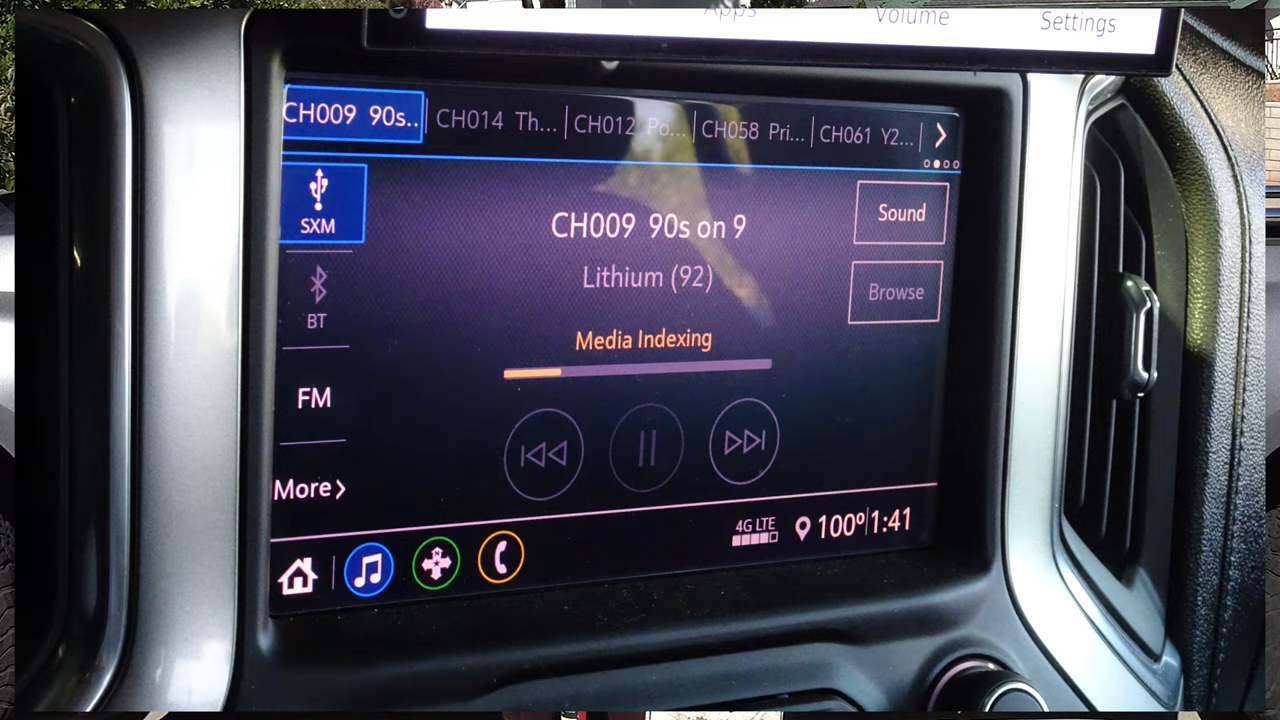 Apps Volume Settings
CH009 90s.. CH014 Th... CH012 Po... CH058 Pri... CH061 Y2...
SXM
BT
FM
More
CH009 90s on 9
Lithium (92)
Media Indexing
Sound
Browse
4G LTE 100º 1:41
N